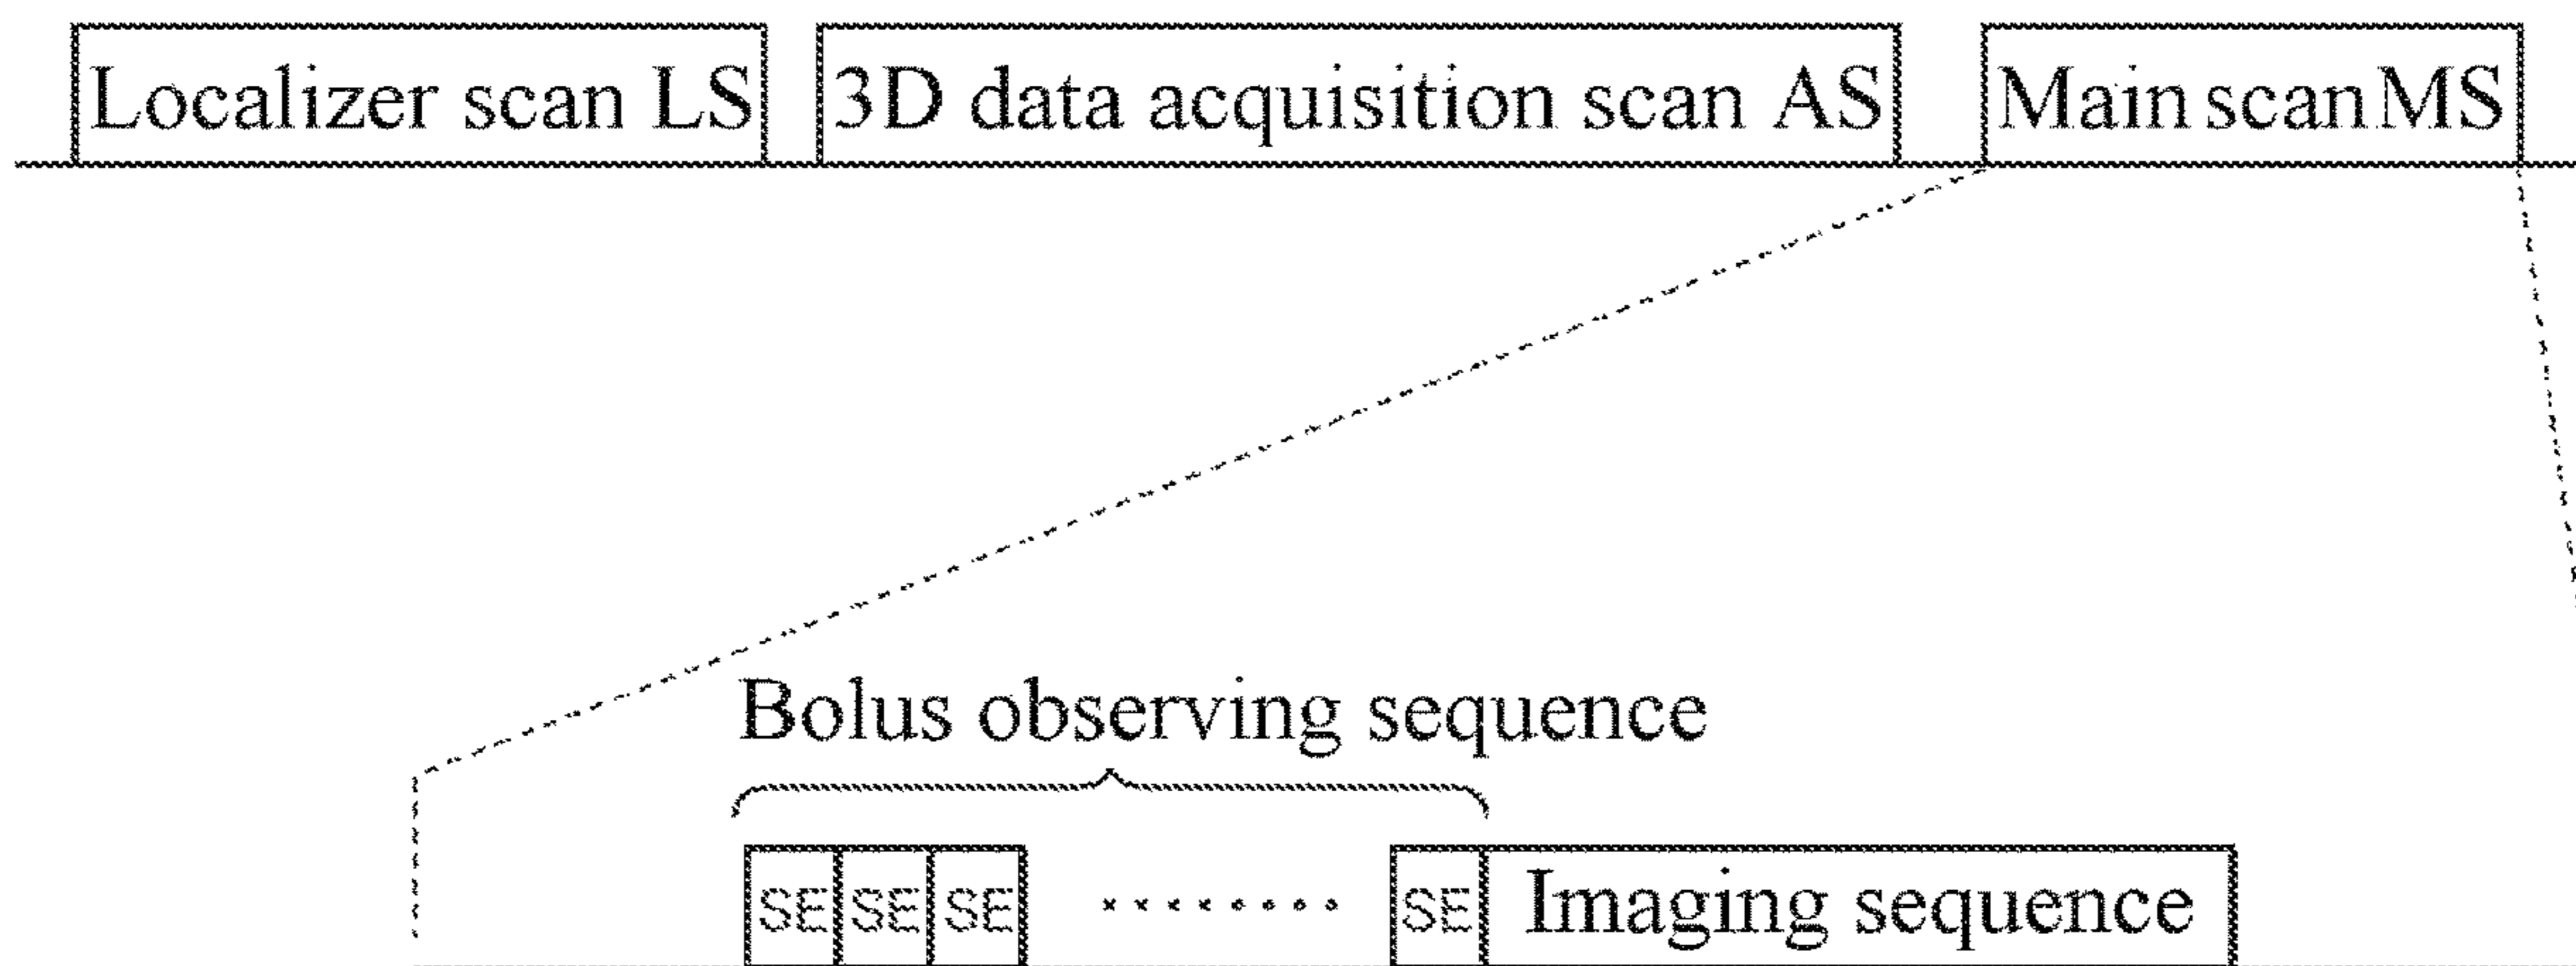 Localizer scan LS 3D data acquisition scan AS Main scan MS
Bolus observing sequence
SE SE SE ········ SE Imaging sequence